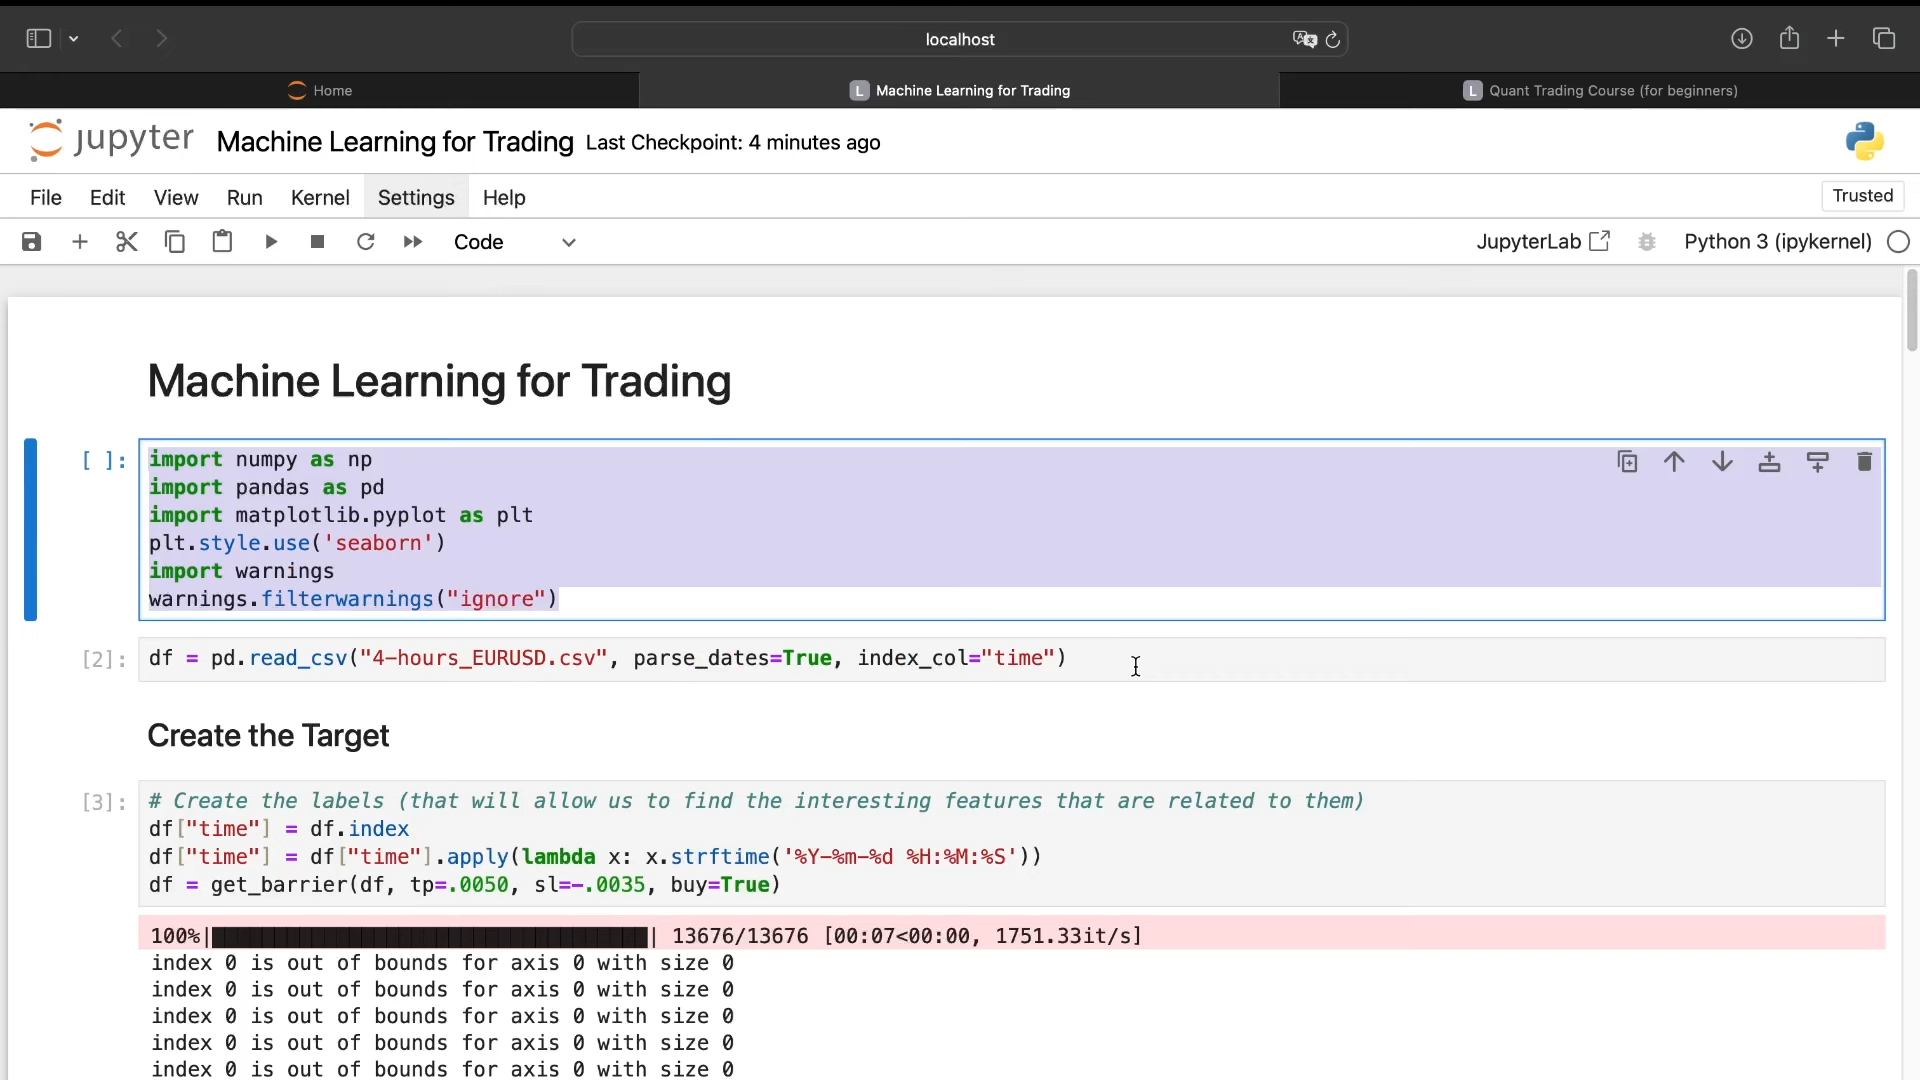 localhost
Home
L Machine Learning for Trading
L Quant Trading Course (for beginners)
jupyter Machine Learning for Trading Last Checkpoint: 4 minutes ago
File Edit View Run Kernel Settings Help
Trusted
Code
JupyterLab
Python 3 (ipykernel)
Machine Learning for Trading
[ ]:
import numpy as np
import pandas as pd
import matplotlib.pyplot as plt
plt.style.use('seaborn')
import warnings
warnings.filterwarnings("ignore")
[2]: df = pd.read_csv("4-hours_EURUSD.csv", parse_dates=True, index_col="time")
Create the Target
[3]: # Create the labels (that will allow us to find the interesting features that are related to them)
df["time"] = df.index
df["time"] = df["time"].apply(lambda x: x.strftime('%Y-%m-%d %H:%M:%S'))
df = get_barrier(df, tp=.0050, sl=-.0035, buy=True)
100%|██████████| 13676/13676 [00:07<00:00, 1751.33it/s]
index 0 is out of bounds for axis 0 with size 0
index 0 is out of bounds for axis 0 with size 0
index 0 is out of bounds for axis 0 with size 0
index 0 is out of bounds for axis 0 with size 0
index 0 is out of bounds for axis 0 with size 0